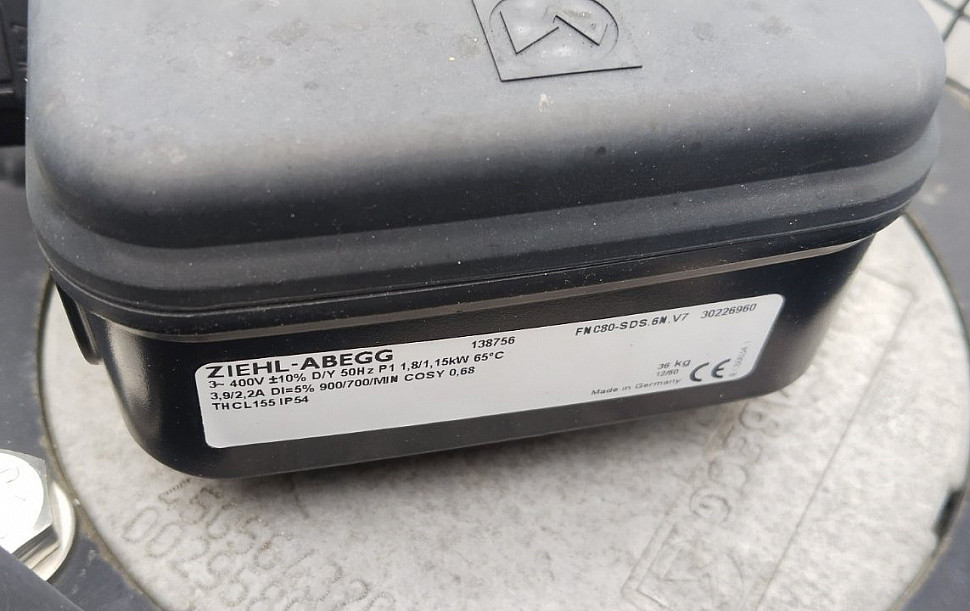 ZIEHL-ABEGG 138756 FNC80-SDS.6N.V7 30226960
3~ 400V ±10% D/Y 50Hz P1 1,8/1,15kW 65°C
3,9/2,2A DI=5% 900/700/MIN COSY 0,68
THCL155 IP54
36 kg
12/50
Made in Germany
CE